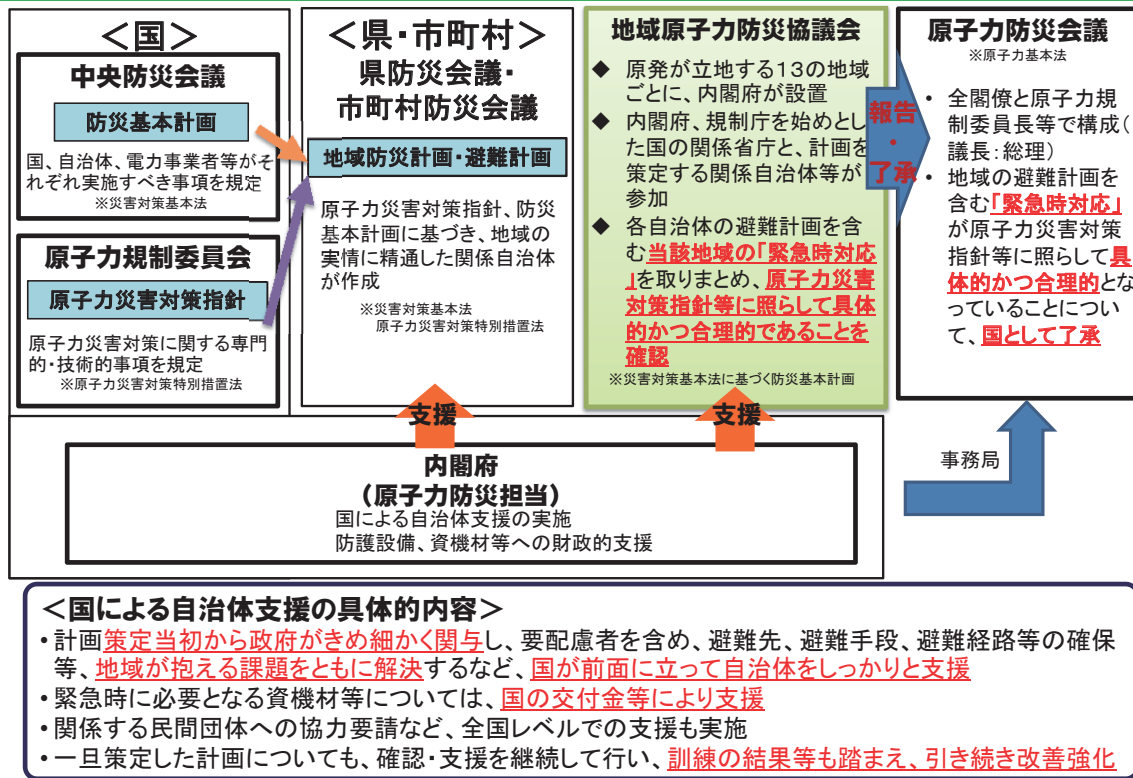 ＜国＞
中央防災会議
防災基本計画
国、自治体、電力事業者等がそ
れぞれ実施すべき事項を規定
※災害対策基本法
原子力規制委員会
原子力災害対策指針
原子力災害対策に関する専門
的・技術的事項を規定
※原子力災害対策特別措置法
＜県・市町村＞
県防災会議・
市町村防災会議
地域防災計画・避難計画
原子力災害対策指針、防災
基本計画に基づき、地域の
実情に精通した関係自治体
が作成
※災害対策基本法
原子力災害対策特別措置法
支援
地域原子力防災協議会
◆ 原発が立地する13の地域
ごとに、内閣府が設置
◆ 内閣府、規制庁を始めとし
た国の関係省庁と、計画を
策定する関係自治体等が
参加
◆ 各自治体の避難計画を含
む当該地域の「緊急時対応
」を取りまとめ、原子力災害
対策指針等に照らして具体
的かつ合理的であることを
確認
※災害対策基本法に基づく防災基本計画
支援
報告
・
了承
原子力防災会議
※原子力基本法
• 全閣僚と原子力規
制委員長等で構成(
議長:総理)
• 地域の避難計画を
含む「緊急時対応」
が原子力災害対策
指針等に照らして具
体的かつ合理的とな
っていることについ
て、国として了承
事務局
内閣府
(原子力防災担当)
国による自治体支援の実施
防護設備、資機材等への財政的支援
＜国による自治体支援の具体的内容＞
•計画策定当初から政府がきめ細かく関与し、要配慮者を含め、避難先、避難手段、避難経路等の確保
等、地域が抱える課題をともに解決するなど、国が前面に立って自治体をしっかりと支援
•緊急時に必要となる資機材等については、国の交付金等により支援
•関係する民間団体への協力要請など、全国レベルでの支援も実施
•一旦策定した計画についても、確認・支援を継続して行い、訓練の結果等も踏まえ、引き続き改善強化